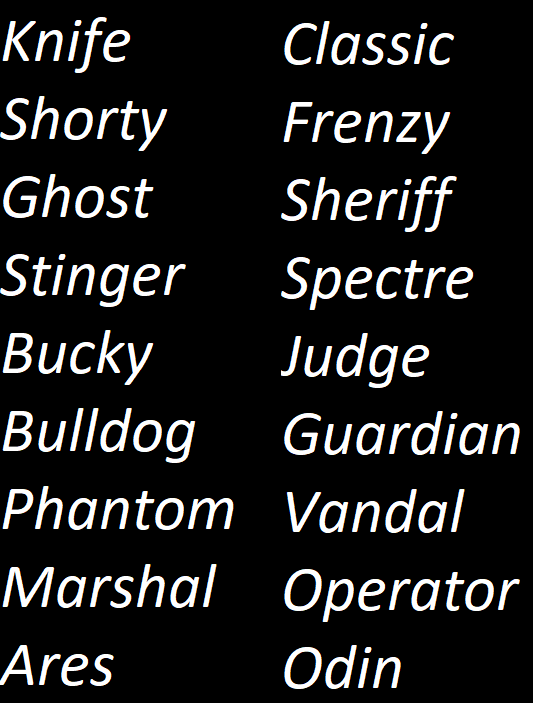 Knife Classic
Shorty Frenzy
Ghost Sheriff
Stinger Spectre
Bucky Judge
Bulldog Guardian
Phantom Vandal
Marshal Operator
Ares Odin